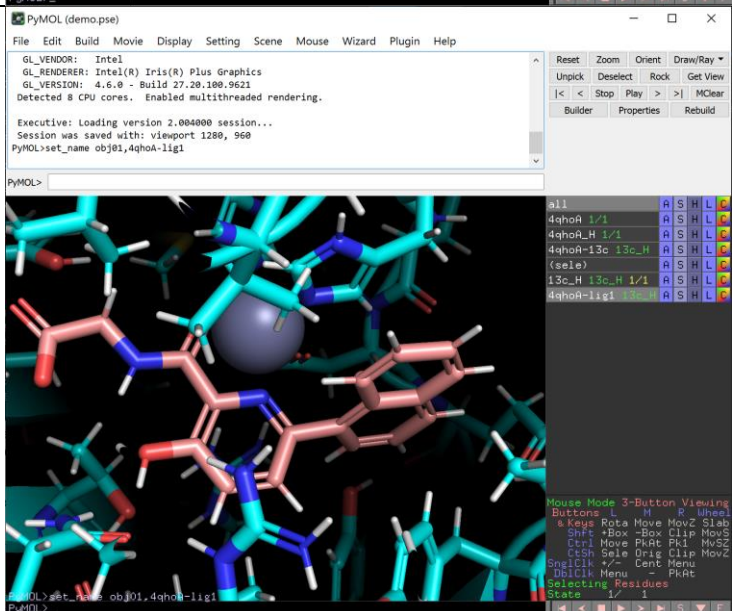 PyMOL (demo.pse)
File Edit Build Movie Display Setting Scene Mouse Wizard Plugin Help
GL_VENDOR: Intel
GL_RENDERER: Intel(R) Iris(R) Plus Graphics
GL_VERSION: 4.6.0 - Build 27.20.100.9621
Detected 8 CPU cores. Enabled multithreaded rendering.
Executive: Loading version 2.004000 session...
Session was saved with: viewport 1280, 960
PyMOL>set_name obj01,4qhoA-lig1
PyMOL>
Reset Zoom Orient Draw/Ray
Unpick Deselect Rock Get View
|< < Stop Play > >| MClear
Builder Properties Rebuild
all A S H L C
4qhoA 1/1 A S H L C
4qhoA_H 1/1 A S H L C
4qhoA-13c 13c_H A S H L C
(sele) A S H L C
13c_H 13c_H 1/1 A S H L C
4qhoA-lig1 13c_H A S H L C
Mouse Mode 3-Button Viewing
Buttons L M R Wheel
& Keys Rota Move MovZ Slab
Shft +Box -Box Clip MovS
Ctrl Move PkAt Pk1 MvSZ
CtSh Sele Orig Clip MovZ
SnglClk +/- Cent Menu
DblClk Menu - PkAt
Selecting Residues
State 1/ 1
PyMOL>set_name obj01,4qhoA-lig1
PyMOL>
S F